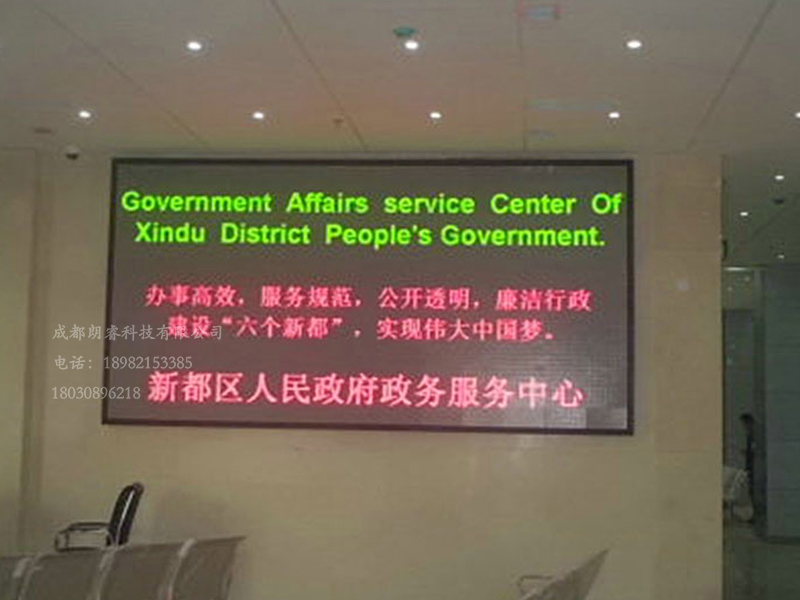 Government Affairs service Center Of
Xindu District People's Government.
办事高效，服务规范，公开透明，廉洁行政
建设“六个新都”，实现伟大中国梦。
新都区人民政府政务服务中心
成都朗睿科技有限公司
电话：18982153385
18030896218